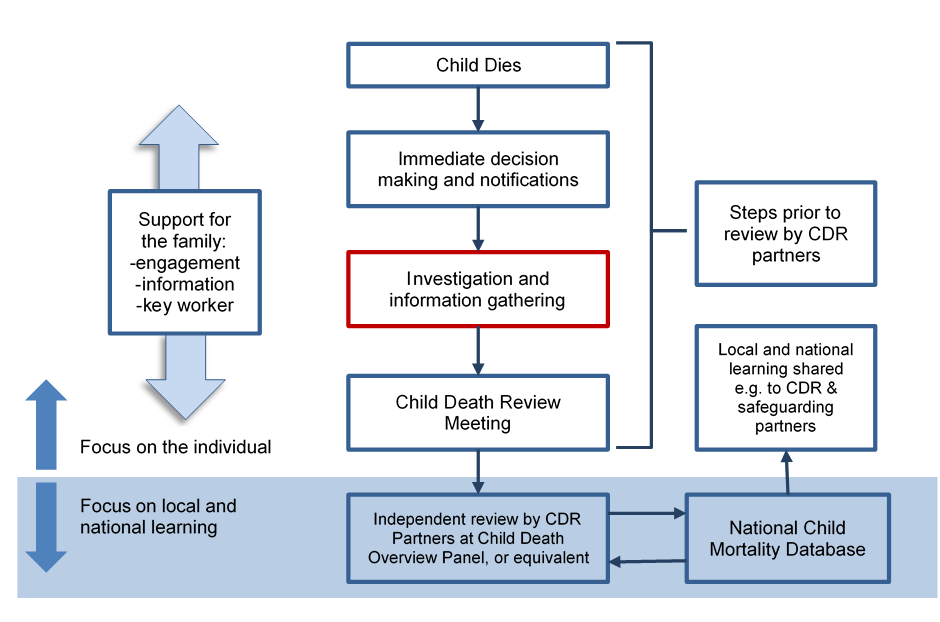 Child Dies
Immediate decision
making and notifications
Support for
the family:
-engagement
-information
-key worker
Steps prior to
review by CDR
partners
Investigation and
information gathering
Local and national
learning shared
e.g. to CDR &
safeguarding
partners
Child Death Review
Meeting
Focus on the individual
Focus on local and
national learning
Independent review by CDR
Partners at Child Death
Overview Panel, or equivalent
National Child
Mortality Database